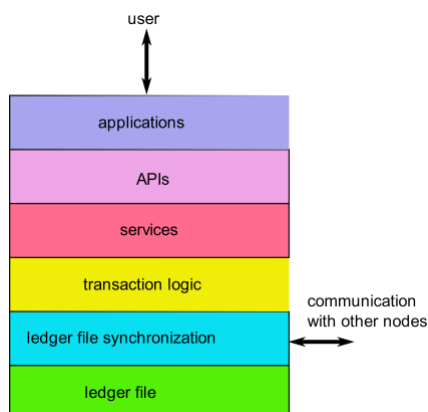 user
applications
APIs
services
transaction logic
communication
with other nodes
ledger file synchronization
ledger file